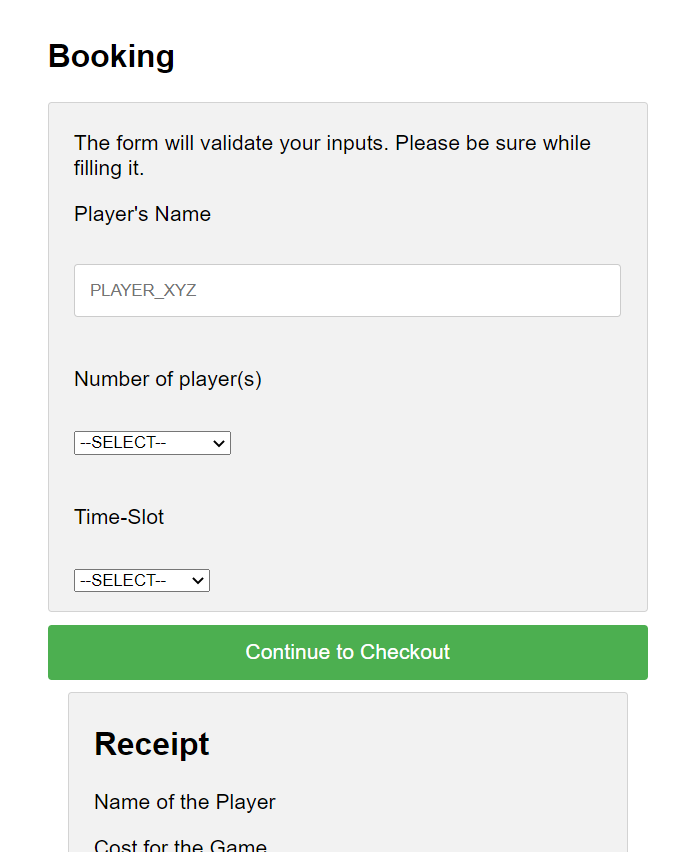 Booking
The form will validate your inputs. Please be sure while
filling it.
Player's Name
PLAYER_XYZ
Number of player(s)
--SELECT--
Time-Slot
--SELECT--
Continue to Checkout
Receipt
Name of the Player
Cost for the Game